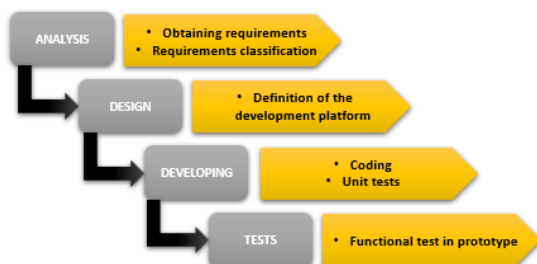 ANALYSIS
• Obtaining requirements
• Requirements classification
DESIGN
• Definition of the
development platform
DEVELOPING
• Coding
• Unit tests
TESTS
• Functional test in prototype